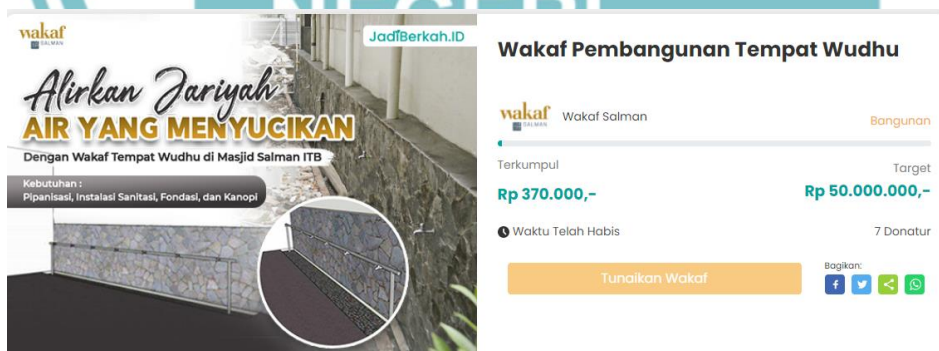 wakaf
SALMAN
JadiBerkah.ID
Alirkan Jariyah
AIR YANG MENYUCIKAN
Dengan Wakaf Tempat Wudhu di Masjid Salman ITB
Kebutuhan :
Pipanisasi, Instalasi Sanitasi, Fondasi, dan Kanopi
Wakaf Pembangunan Tempat Wudhu
wakaf
SALMAN
Wakaf Salman
Bangunan
Terkumpul
Target
Rp 370.000,-
Rp 50.000.000,-
Waktu Telah Habis
7 Donatur
Tunaikan Wakaf
Bagikan: